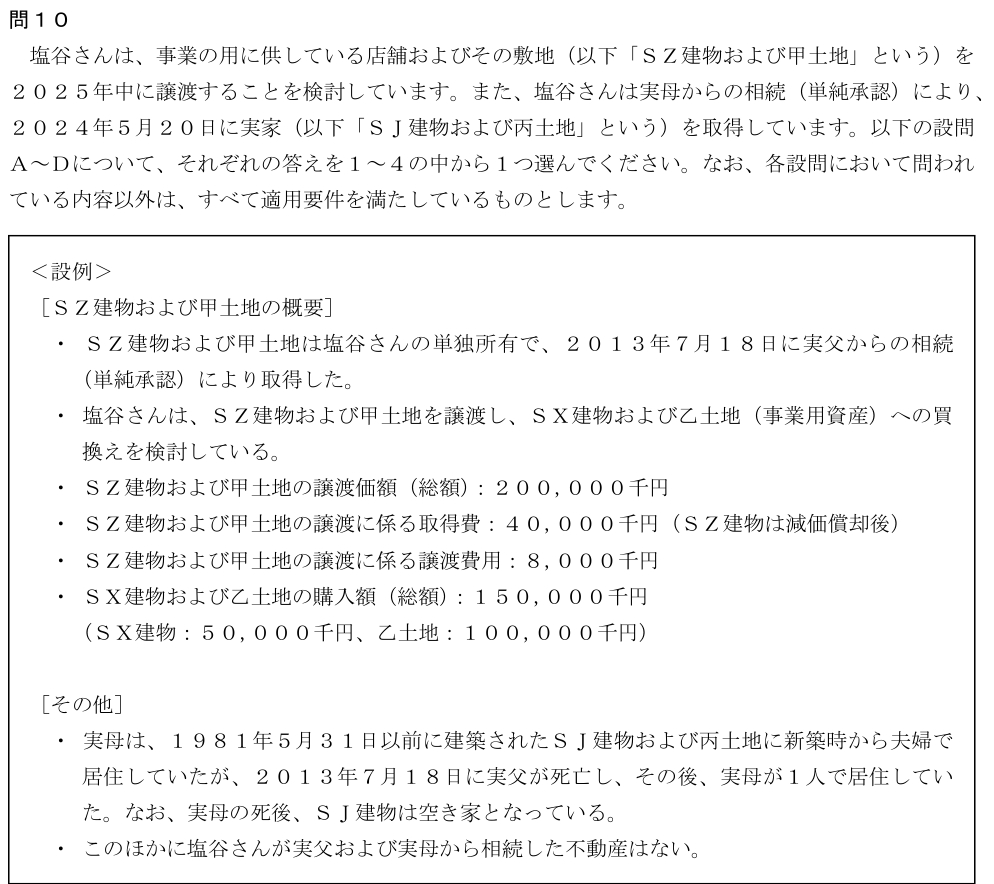 問１０
　塩谷さんは、事業の用に供している店舗およびその敷地（以下「ＳＺ建物および甲土地」という）を
２０２５年中に譲渡することを検討しています。また、塩谷さんは実母からの相続（単純承認）により、
２０２４年５月２０日に実家（以下「ＳＪ建物および丙土地」という）を取得しています。以下の設問
Ａ～Ｄについて、それぞれの答えを１～４の中から１つ選んでください。なお、各設問において問われ
ている内容以外は、すべて適用要件を満たしているものとします。
＜設例＞
［ＳＺ建物および甲土地の概要］
・ ＳＺ建物および甲土地は塩谷さんの単独所有で、２０１３年７月１８日に実父からの相続
（単純承認）により取得した。
・ 塩谷さんは、ＳＺ建物および甲土地を譲渡し、ＳＸ建物および乙土地（事業用資産）への買
換えを検討している。
・ ＳＺ建物および甲土地の譲渡価額（総額）：２００,０００千円
・ ＳＺ建物および甲土地の譲渡に係る取得費：４０,０００千円（ＳＺ建物は減価償却後）
・ ＳＺ建物および甲土地の譲渡に係る譲渡費用：８,０００千円
・ ＳＸ建物および乙土地の購入額（総額）：１５０,０００千円
（ＳＸ建物：５０,０００千円、乙土地：１００,０００千円）
［その他］
・ 実母は、１９８１年５月３１日以前に建築されたＳＪ建物および丙土地に新築時から夫婦で
居住していたが、２０１３年７月１８日に実父が死亡し、その後、実母が１人で居住してい
た。なお、実母の死後、ＳＪ建物は空き家となっている。
・ このほかに塩谷さんが実父および実母から相続した不動産はない。